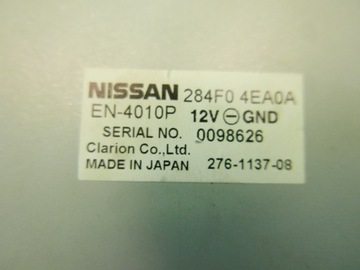 NISSAN 284F0 4EA0A
EN-4010P 12V ⊖ GND
SERIAL NO. 0098626
Clarion Co.,Ltd.
MADE IN JAPAN 276-1137-08